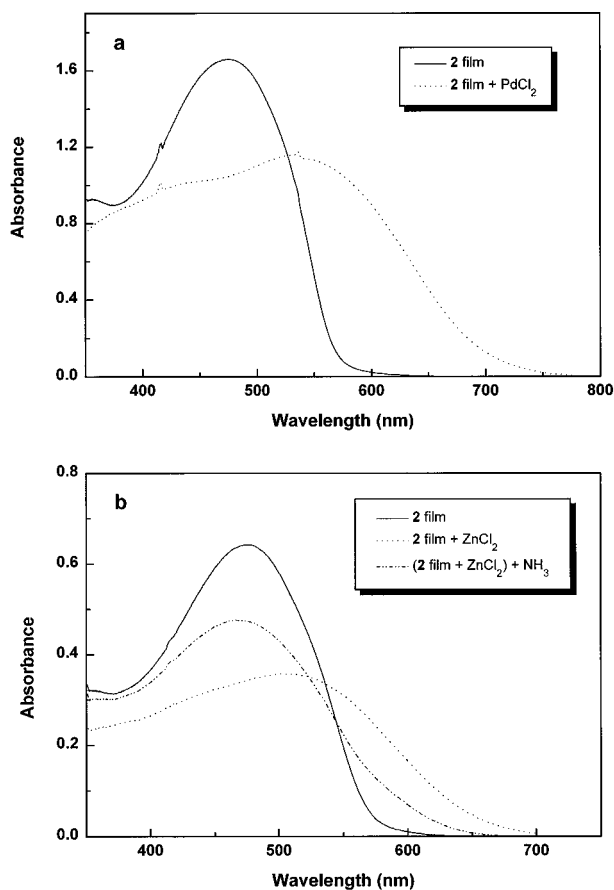 a
2 film
2 film + PdCl₂
1.6
1.2
0.8
0.4
0.0
Absorbance
400
500
600
700
800
Wavelength (nm)
b
2 film
2 film + ZnCl₂
(2 film + ZnCl₂) + NH₃
0.8
0.6
0.4
0.2
0.0
Absorbance
400
500
600
700
Wavelength (nm)